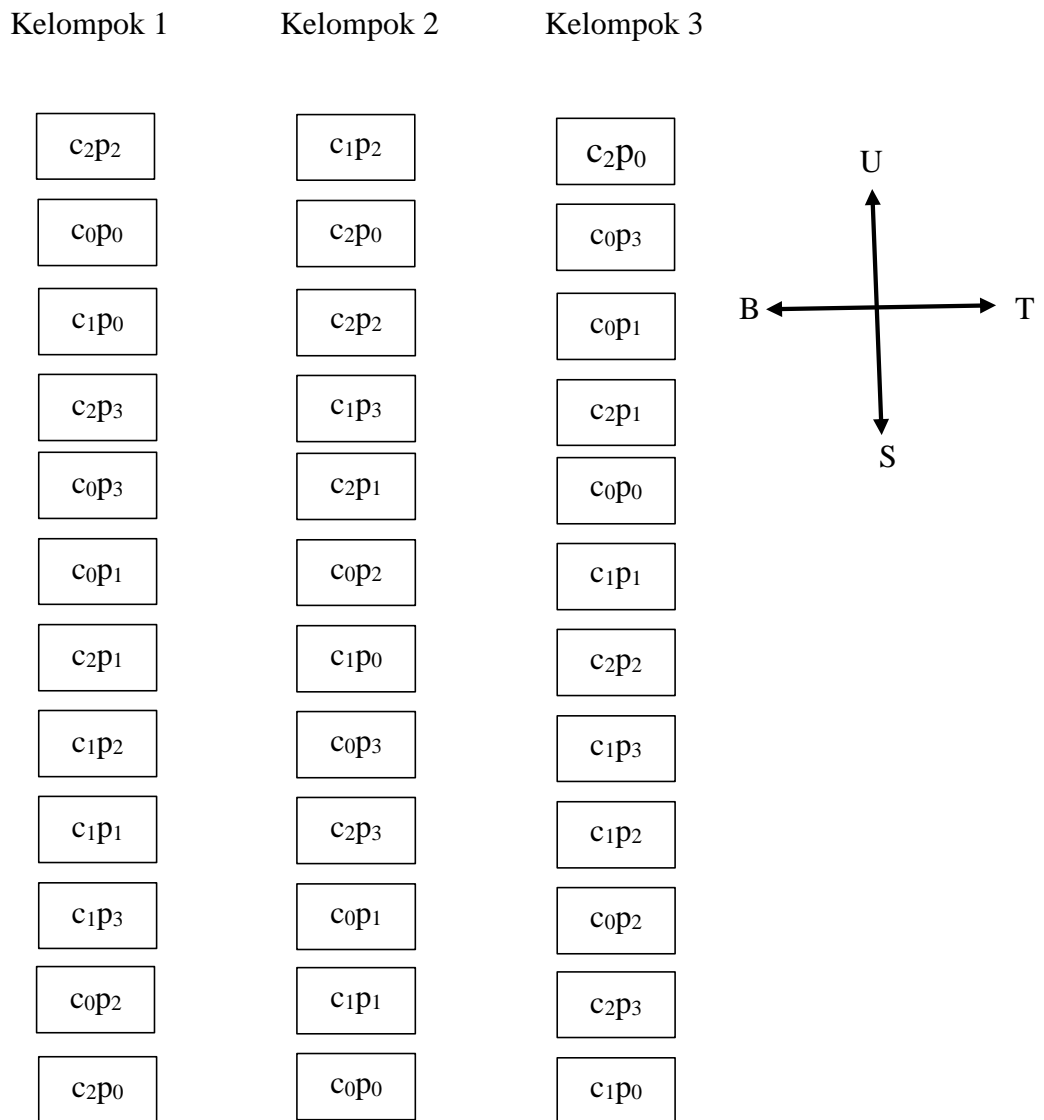 Kelompok 1 Kelompok 2 Kelompok 3
c₂p₂ c₁p₂ c₂p₀
U
c₀p₀ c₂p₀ c₀p₃
c₁p₀ c₂p₂ c₀p₁
B T
c₂p₃ c₁p₃ c₂p₁
S
c₀p₃ c₂p₁ c₀p₀
c₀p₁ c₀p₂ c₁p₁
c₂p₁ c₁p₀ c₂p₂
c₁p₂ c₀p₃ c₁p₃
c₁p₁ c₂p₃ c₁p₂
c₁p₃ c₀p₁ c₀p₂
c₀p₂ c₁p₁ c₂p₃
c₂p₀ c₀p₀ c₁p₀